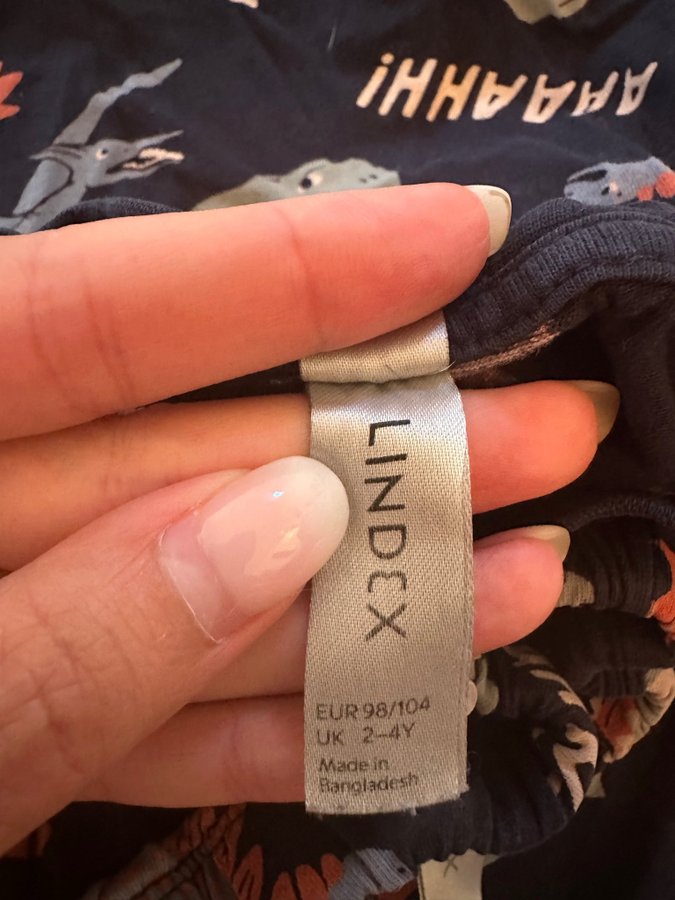 AAAAHH!
LINDEX
EUR 98/104
UK 2-4Y
Made in
Bangladesh